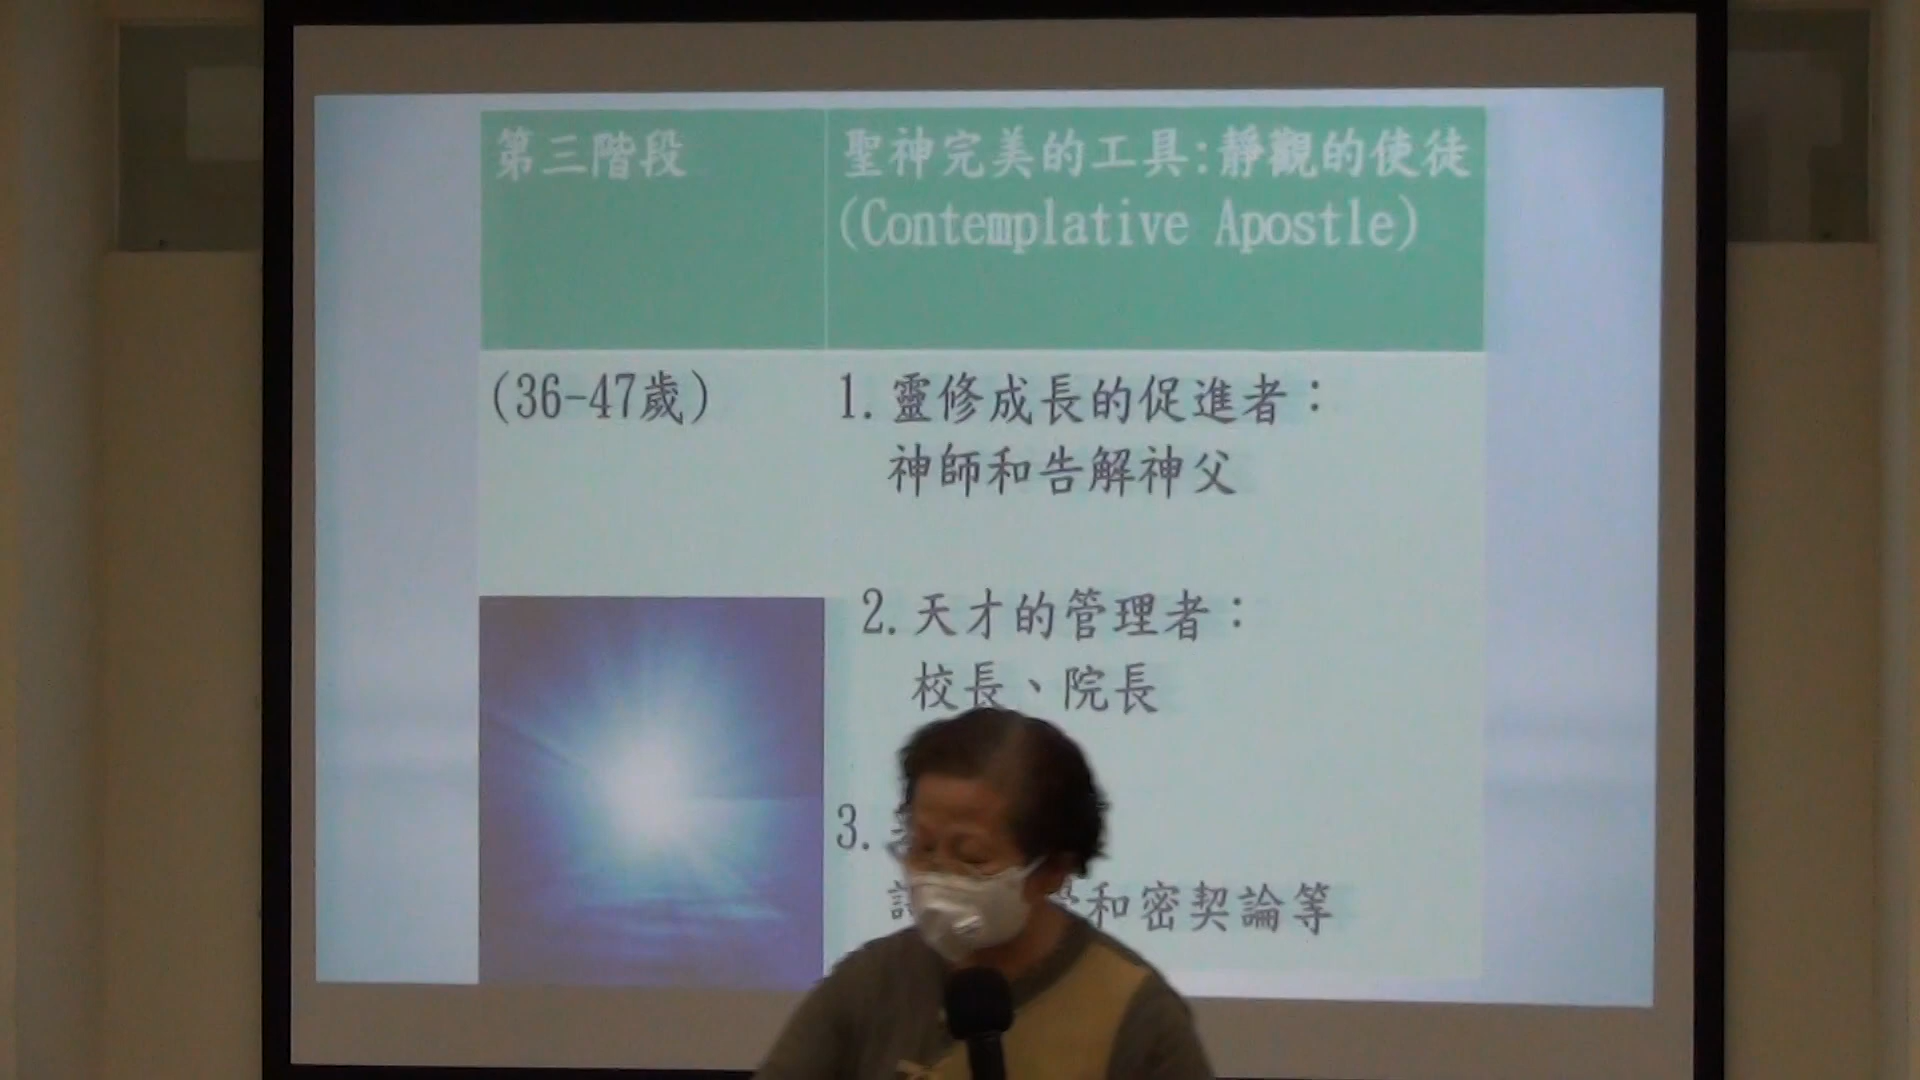 第三階段
聖神完美的工具:靜觀的使徒
(Contemplative Apostle)
(36-47歲)
1. 靈修成長的促進者：
神師和告解神父
2. 天才的管理者：
校長、院長
3.
和密契論等